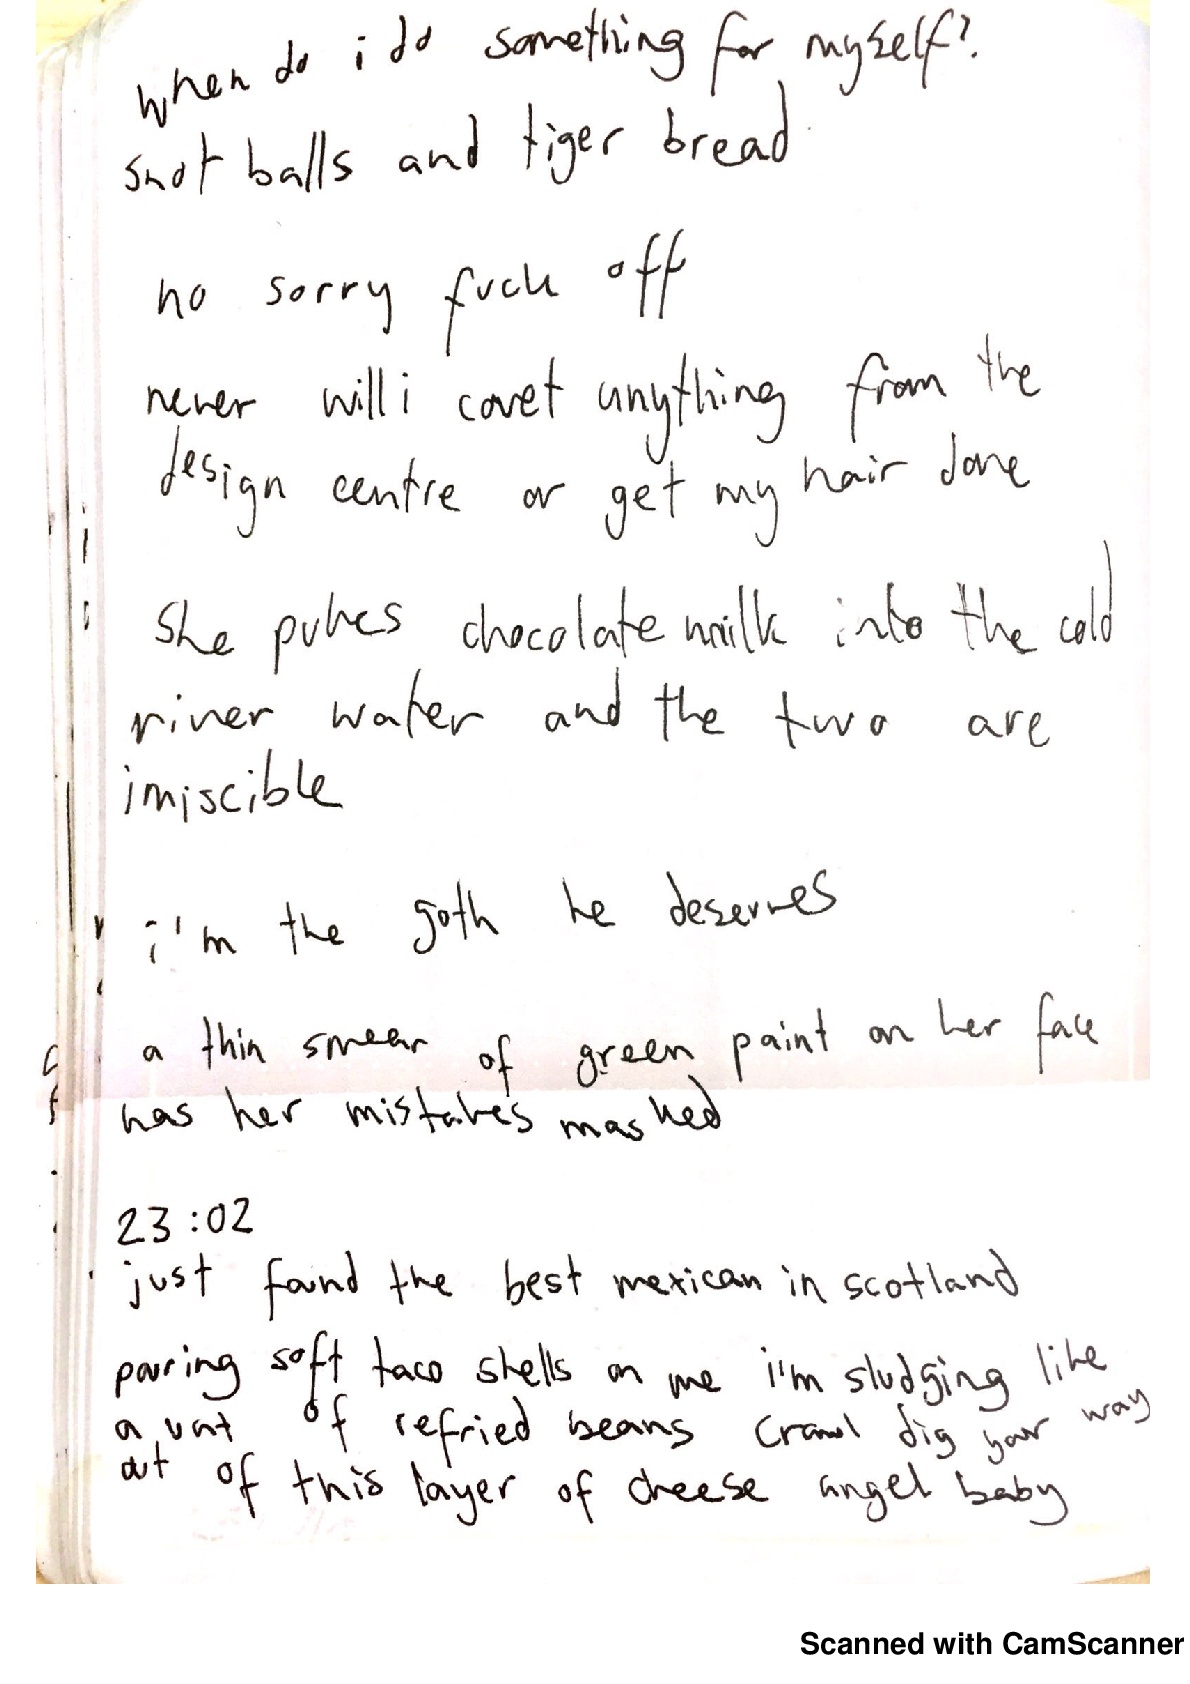 when do i do something for myself?
snot balls and tiger bread
no sorry fuck off
never will i covet anything from the
design centre or get my hair done
She pukes chocolate milk into the cold
river water and the two are
imiscible
i'm the goth he deserves
a thin smear of green paint on her face
has her mistakes masked
23:02
just found the best mexican in scotland
pouring soft taco shells on me i'm sludging like
a vat of refried beans crawl dig your way
out of this layer of cheese angel baby
Scanned with CamScanner